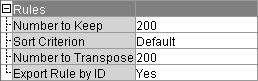 Rules
Number to Keep 200
Sort Criterion Default
Number to Transpose 200
Export Rule by ID Yes